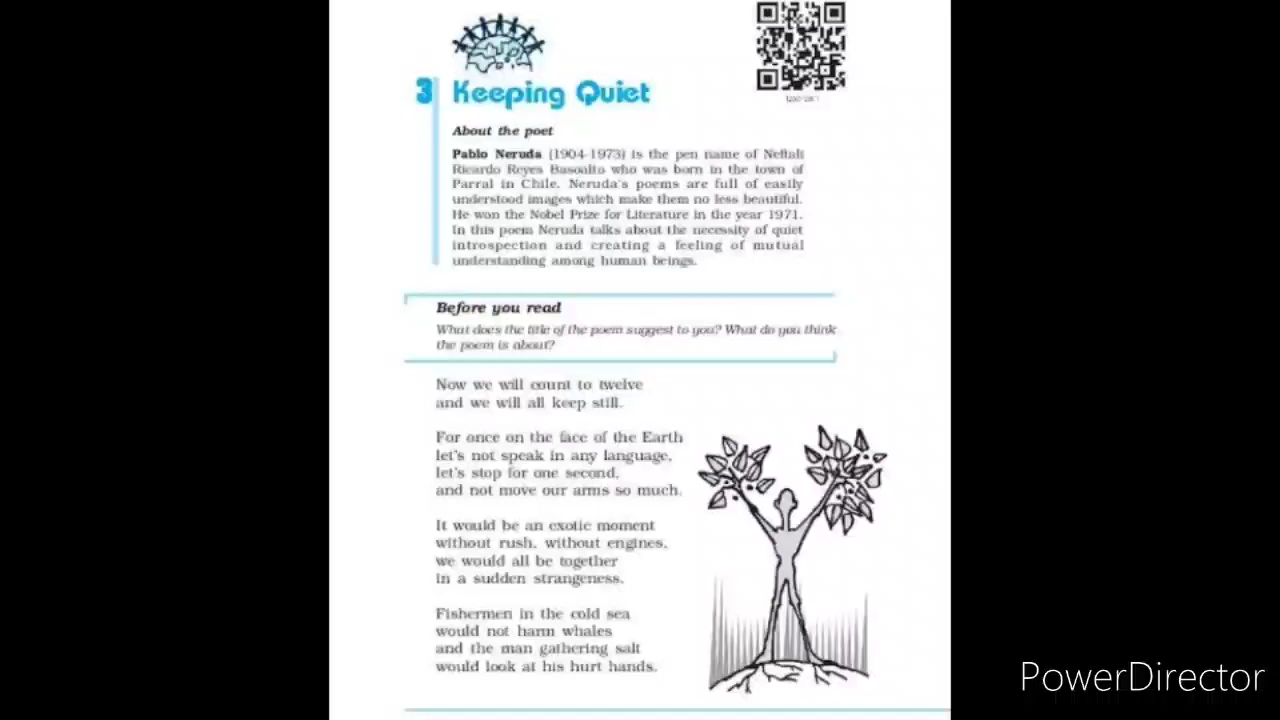 3 Keeping Quiet
About the poet
Pablo Neruda (1904-1973) is the pen name of Neftali
Ricardo Reyes Basoalto who was born in the town of
Parral in Chile. Neruda's poems are full of easily
understood images which make them no less beautiful.
He won the Nobel Prize for Literature in the year 1971.
In this poem Neruda talks about the necessity of quiet
introspection and creating a feeling of mutual
understanding among human beings.
Before you read
What does the title of the poem suggest to you? What do you think
the poem is about?
Now we will count to twelve
and we will all keep still.
For once on the face of the Earth
let's not speak in any language,
let's stop for one second,
and not move our arms so much.
It would be an exotic moment
without rush, without engines,
we would all be together
in a sudden strangeness.
Fishermen in the cold sea
would not harm whales
and the man gathering salt
would look at his hurt hands.
PowerDirector